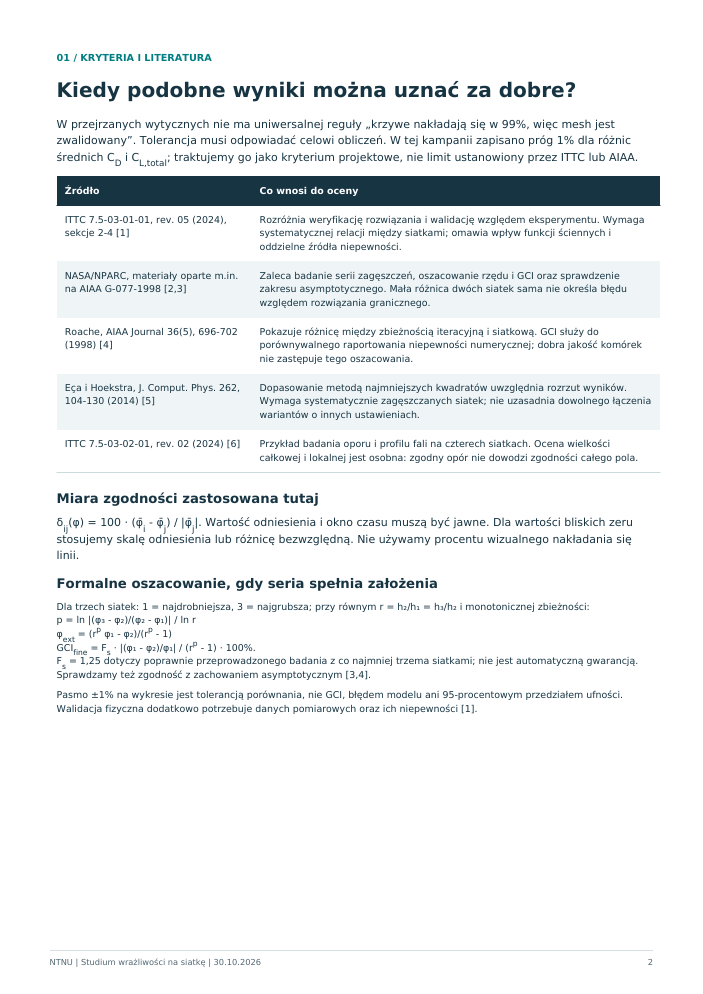 01 / KRYTERIA I LITERATURA
Kiedy podobne wyniki można uznać za dobre?
W przejrzanych wytycznych nie ma uniwersalnej reguły „krzywe nakładają się w 99%, więc mesh jest
zwalidowany”. Tolerancja musi odpowiadać celowi obliczeń. W tej kampanii zapisano próg 1% dla różnic
średnich C_D i C_L,total; traktujemy go jako kryterium projektowe, nie limit ustanowiony przez ITTC lub AIAA.
Źródło
Co wnosi do oceny
ITTC 7.5-03-01-01, rev. 05 (2024),
sekcje 2-4 [1]
Rozróżnia weryfikację rozwiązania i walidację względem eksperymentu. Wymaga
systematycznej relacji między siatkami; omawia wpływ funkcji ściennych i
oddzielne źródła niepewności.
NASA/NPARC, materiały oparte m.in.
na AIAA G-077-1998 [2,3]
Zaleca badanie serii zagęszczeń, oszacowanie rzędu i GCI oraz sprawdzenie
zakresu asymptotycznego. Mała różnica dwóch siatek sama nie określa błędu
względem rozwiązania granicznego.
Roache, AIAA Journal 36(5), 696-702
(1998) [4]
Pokazuje różnicę między zbieżnością iteracyjną i siatkową. GCI służy do
porównywalnego raportowania niepewności numerycznej; dobra jakość komórek
nie zastępuje tego oszacowania.
Eça i Hoekstra, J. Comput. Phys. 262,
104-130 (2014) [5]
Dopasowanie metodą najmniejszych kwadratów uwzględnia rozrzut wyników.
Wymaga systematycznie zagęszczanych siatek; nie uzasadnia dowolnego łączenia
wariantów o innych ustawieniach.
ITTC 7.5-03-02-01, rev. 02 (2024) [6]
Przykład badania oporu i profilu fali na czterech siatkach. Ocena wielkości
całkowej i lokalnej jest osobna: zgodny opór nie dowodzi zgodności całego pola.
Miara zgodności zastosowana tutaj
δ_ij(φ) = 100 · (φ̄_i - φ̄_j) / |φ̄_j|. Wartość odniesienia i okno czasu muszą być jawne. Dla wartości bliskich zeru
stosujemy skalę odniesienia lub różnicę bezwzględną. Nie używamy procentu wizualnego nakładania się
linii.
Formalne oszacowanie, gdy seria spełnia założenia
Dla trzech siatek: 1 = najdrobniejsza, 3 = najgrubsza; przy równym r = h₂/h₁ = h₃/h₂ i monotonicznej zbieżności:
p = ln |(φ₃ - φ₂)/(φ₂ - φ₁)| / ln r
φ_ext = (r^p φ₁ - φ₂)/(r^p - 1)
GCI_fine = F_s · |(φ₁ - φ₂)/φ₁| / (r^p - 1) · 100%.
F_s = 1,25 dotyczy poprawnie przeprowadzonego badania z co najmniej trzema siatkami; nie jest automatyczną gwarancją.
Sprawdzamy też zgodność z zachowaniem asymptotycznym [3,4].
Pasmo ±1% na wykresie jest tolerancją porównania, nie GCI, błędem modelu ani 95-procentowym przedziałem ufności.
Walidacja fizyczna dodatkowo potrzebuje danych pomiarowych oraz ich niepewności [1].
NTNU | Studium wrażliwości na siatkę | 30.10.2026
2